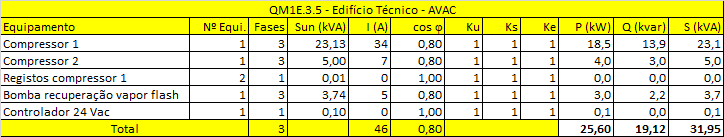 QM1E.3.5 - Edifício Técnico - AVAC
Equipamento Nº Equi. Fases Sun (kVA) I (A) cos φ Ku Ks Ke P (kW) Q (kvar) S (kVA)
Compressor 1 1 3 23,13 34 0,80 1 1 1 18,5 13,9 23,1
Compressor 2 1 3 5,00 7 0,80 1 1 1 4,0 3,0 5,0
Registos compressor 1 2 1 0,01 0 1,00 1 1 1 0,0 0,0 0,0
Bomba recuperação vapor flash 1 3 3,74 5 0,80 1 1 1 3,0 2,2 3,7
Controlador 24 Vac 1 1 0,10 0 1,00 1 1 1 0,1 0,0 0,1
Total 3 46 0,80 25,60 19,12 31,95